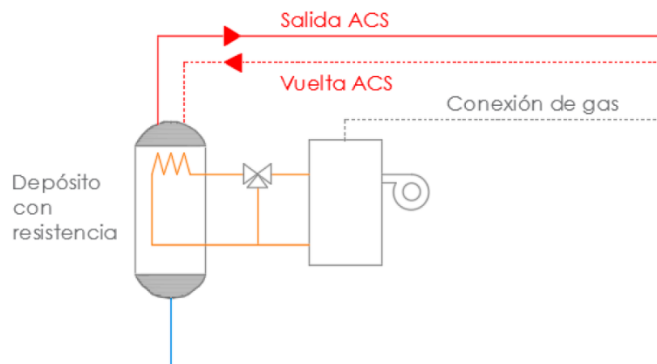 Salida ACS
Vuelta ACS
Conexión de gas
Depósito
con
resistencia